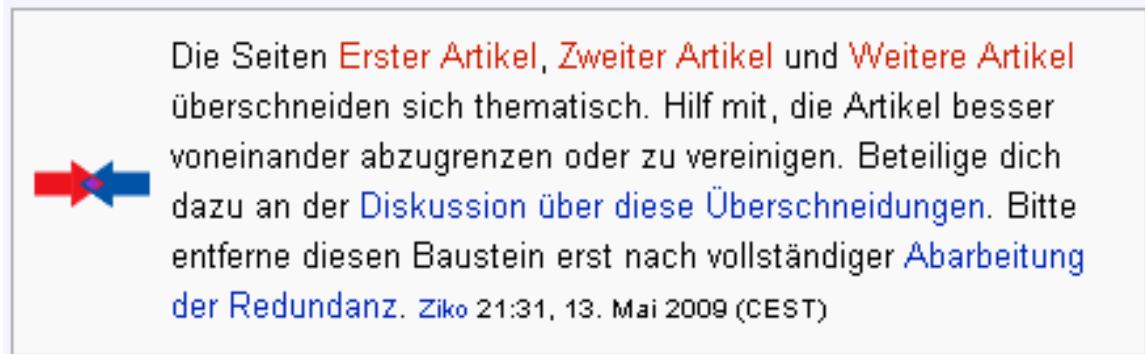 Die Seiten Erster Artikel, Zweiter Artikel und Weitere Artikel
überschneiden sich thematisch. Hilf mit, die Artikel besser
voneinander abzugrenzen oder zu vereinigen. Beteilige dich
dazu an der Diskussion über diese Überschneidungen. Bitte
entferne diesen Baustein erst nach vollständiger Abarbeitung
der Redundanz. Ziko 21:31, 13. Mai 2009 (CEST)